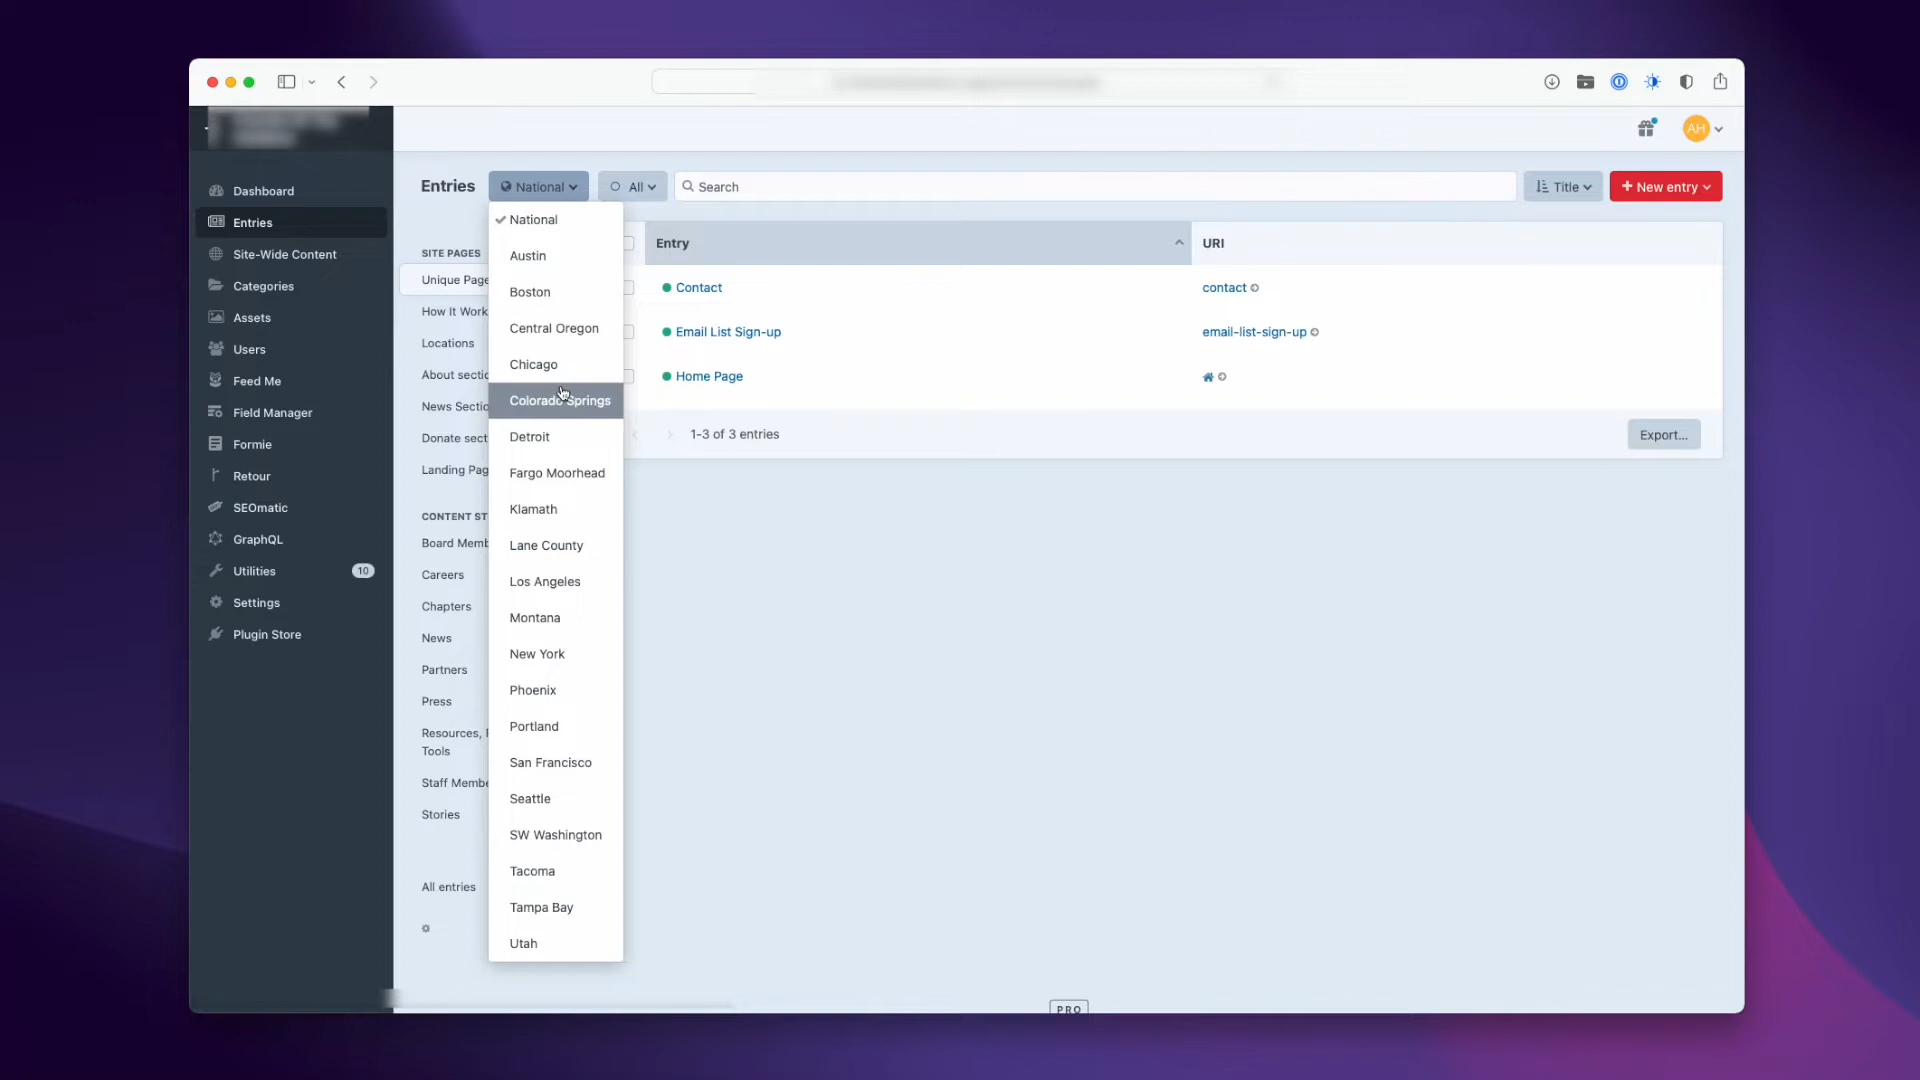 AH
Dashboard
Entries
Site-Wide Content
Categories
Assets
Users
Feed Me
Field Manager
Formie
Retour
SEOmatic
GraphQL
Utilities
10
Settings
Plugin Store
Entries
National
All
Search
Title
New entry
SITE PAGES
Unique Page
How It Work
Locations
About sectio
News Sectio
Donate sect
Landing Pag
CONTENT ST
Board Memb
Careers
Chapters
News
Partners
Press
Resources,
Tools
Staff Membe
Stories
All entries
National
Austin
Boston
Central Oregon
Chicago
Colorado Springs
Detroit
Fargo Moorhead
Klamath
Lane County
Los Angeles
Montana
New York
Phoenix
Portland
San Francisco
Seattle
SW Washington
Tacoma
Tampa Bay
Utah
Entry
URI
Contact
contact
Email List Sign-up
email-list-sign-up
Home Page
1-3 of 3 entries
Export...
PRO